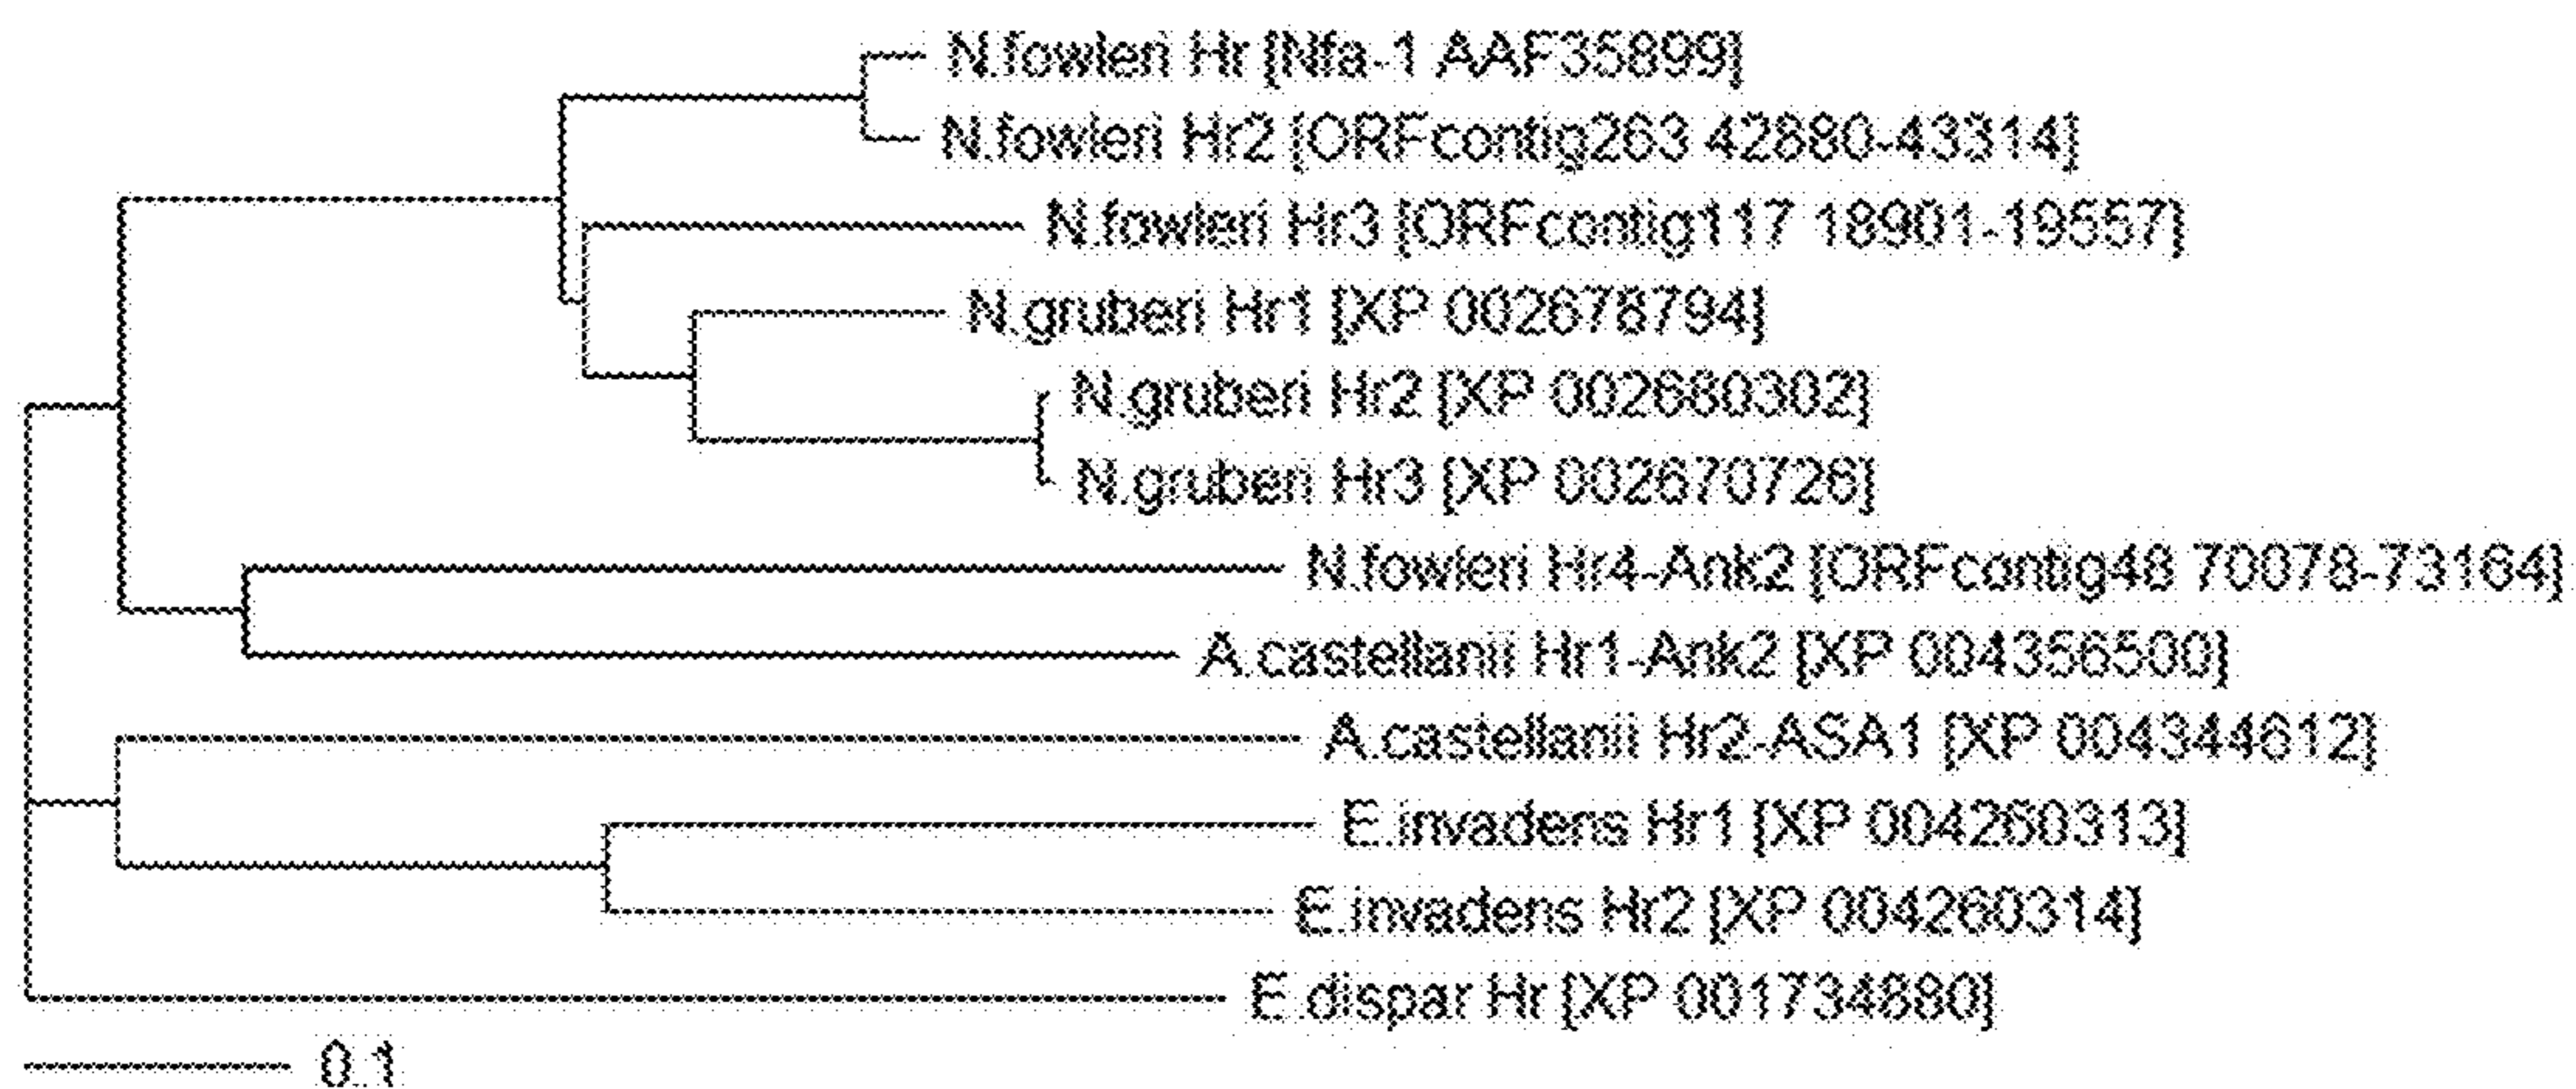 N.fowleri Hr [Nfa-1 AAF35899]
N.fowleri Hr2 [ORFcontig263 42880-43314]
N.fowleri Hr3 [ORFcontig117 18901-19557]
N.gruberi Hr1 [XP 002678794]
N.gruberi Hr2 [XP 002680302]
N.gruberi Hr3 [XP 002670726]
N.fowleri Hr4-Ank2 [ORFcontig48 70078-73164]
A.castellanii Hr1-Ank2 [XP 004356500]
A.castellanii Hr2-ASA1 [XP 004344612]
E.invadens Hr1 [XP 004260313]
E.invadens Hr2 [XP 004260314]
E.dispar Hr [XP 001734680]
0.1